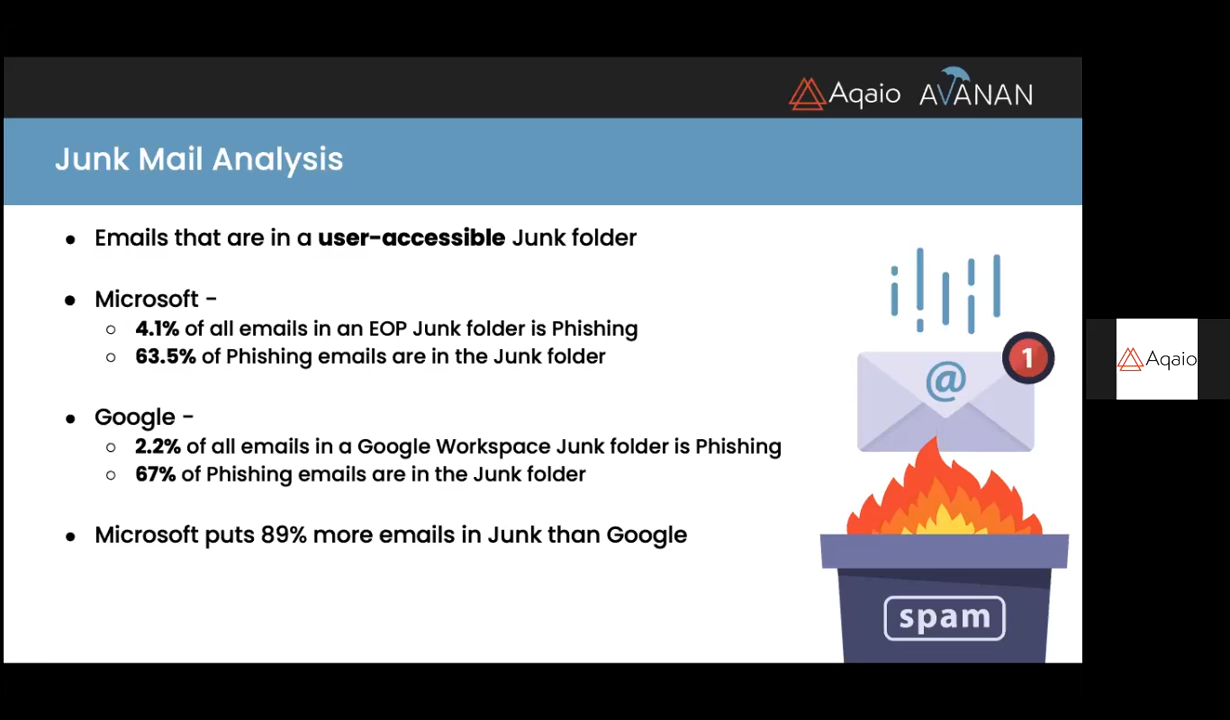 Aqaio AVANAN
Junk Mail Analysis
● Emails that are in a user-accessible Junk folder
● Microsoft -
○ 4.1% of all emails in an EOP Junk folder is Phishing
○ 63.5% of Phishing emails are in the Junk folder
● Google -
○ 2.2% of all emails in a Google Workspace Junk folder is Phishing
○ 67% of Phishing emails are in the Junk folder
● Microsoft puts 89% more emails in Junk than Google
1
@
spam
Aqaio